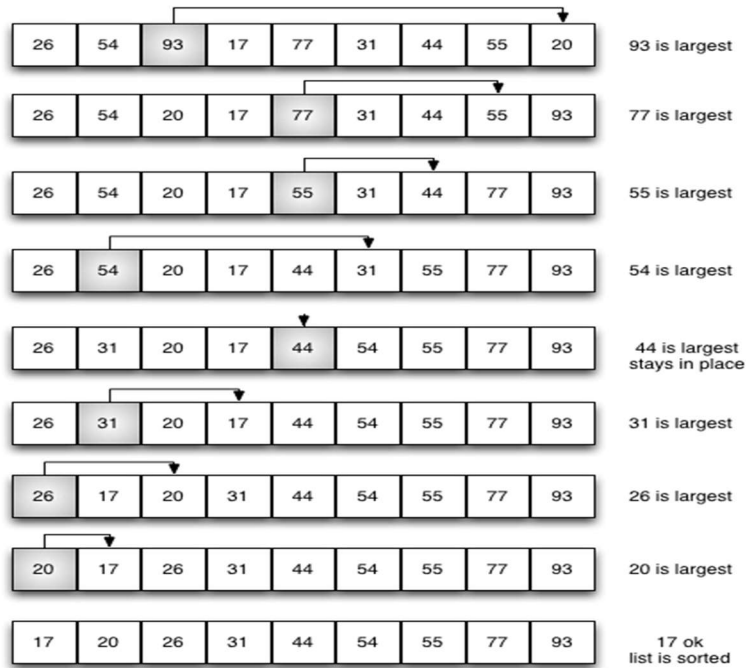 26 54 93 17 77 31 44 55 20 93 is largest
26 54 20 17 77 31 44 55 93 77 is largest
26 54 20 17 55 31 44 77 93 55 is largest
26 54 20 17 44 31 55 77 93 54 is largest
26 31 20 17 44 54 55 77 93 44 is largest
stays in place
26 31 20 17 44 54 55 77 93 31 is largest
26 17 20 31 44 54 55 77 93 26 is largest
20 17 26 31 44 54 55 77 93 20 is largest
17 20 26 31 44 54 55 77 93 17 ok
list is sorted